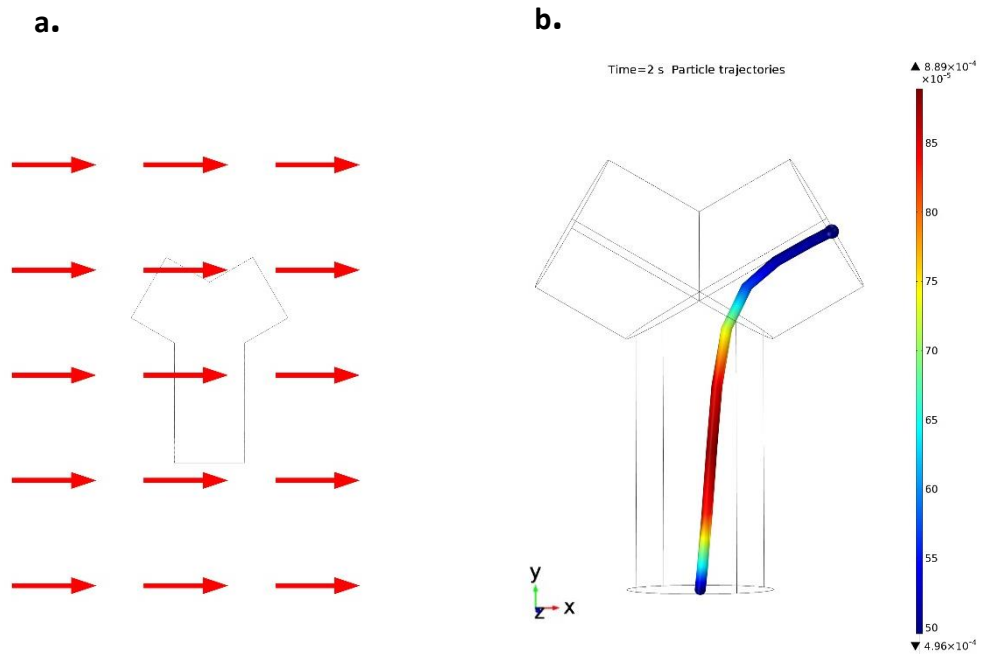 a.
b.
Time=2 s Particle trajectories
▲ 8.89×10⁻⁴
×10⁻⁵
85
80
75
70
65
60
55
50
▼ 4.96×10⁻⁴
y
z x